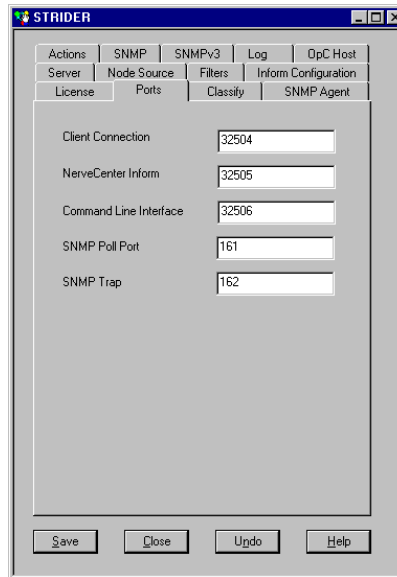 STRIDER
Actions SNMP SNMPv3 Log OpC Host
Server Node Source Filters Inform Configuration
License Ports Classify SNMP Agent
Client Connection 32504
NerveCenter Inform 32505
Command Line Interface 32506
SNMP Poll Port 161
SNMP Trap 162
Save Close Undo Help